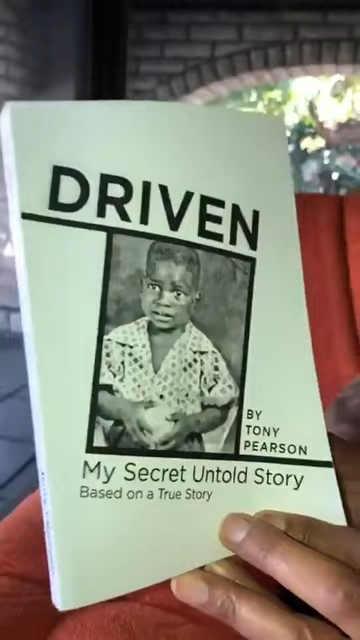 DRIVEN
BY
TONY
PEARSON
My Secret Untold Story
Based on a True Story